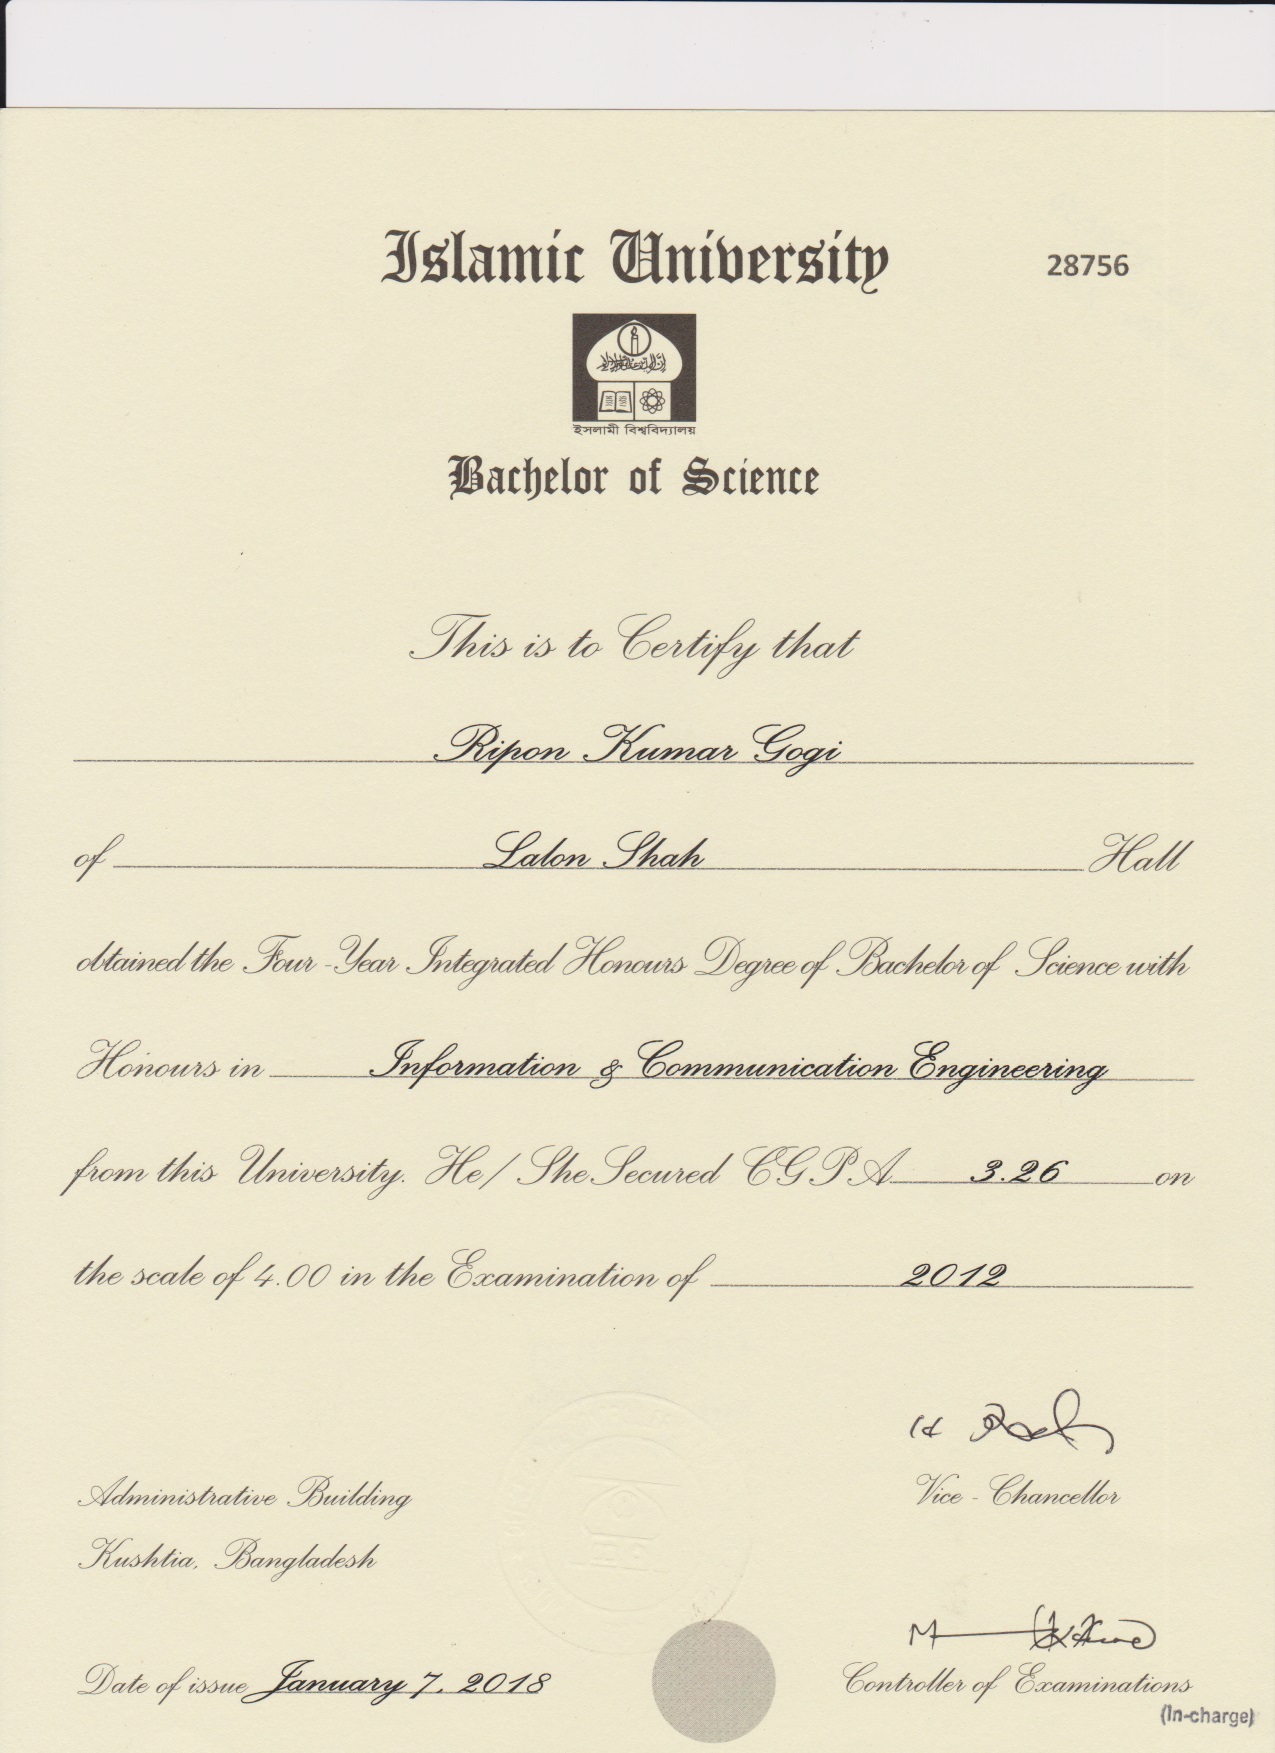 Islamic University
28756
ইসলামী বিশ্ববিদ্যালয়
Bachelor of Science
This is to Certify that
Ripon Kumar Gogi
of Lalon Shah Hall
obtained the Four-Year Integrated Honours Degree of Bachelor of Science with
Honours in Information & Communication Engineering
from this University. He / She Secured C G P A 3.26 on
the scale of 4.00 in the Examination of 2012
Vice - Chancellor
Administrative Building
Kushtia, Bangladesh
Date of issue January 7, 2018
Controller of Examinations
(In-charge)